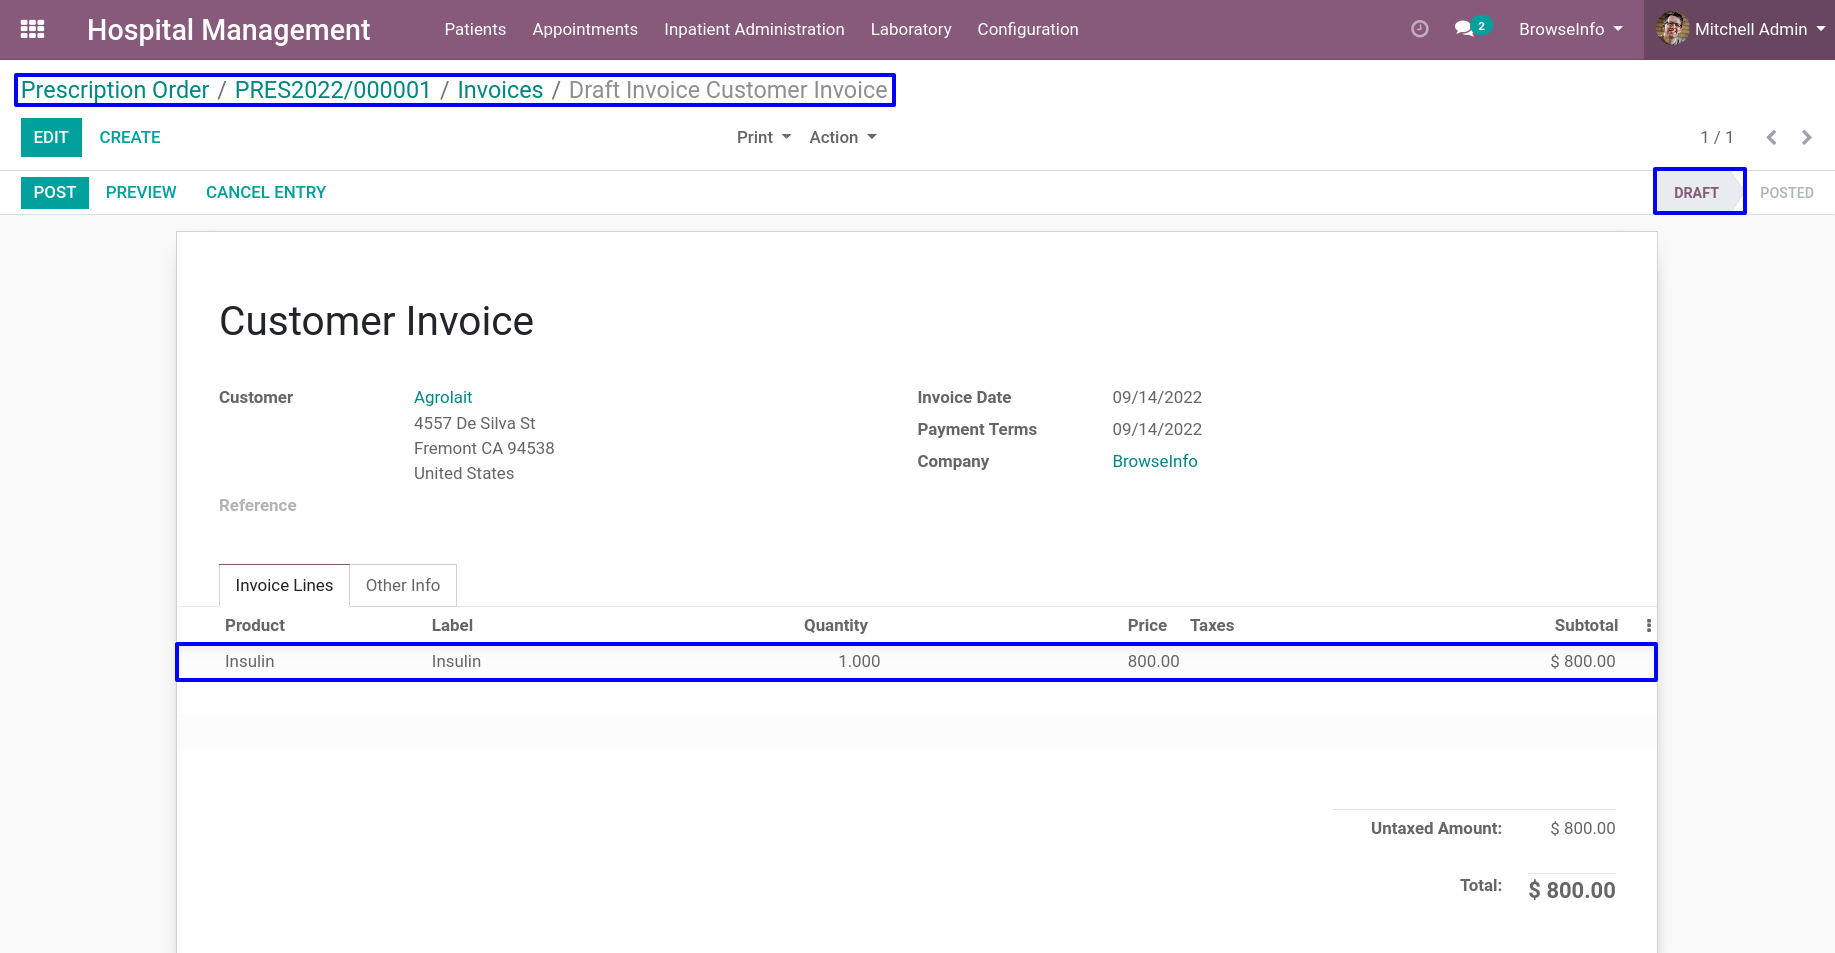 Hospital Management Patients Appointments Inpatient Administration Laboratory Configuration 2 BrowseInfo Mitchell Admin
Prescription Order / PRES2022/000001 / Invoices / Draft Invoice Customer Invoice
EDIT CREATE Print Action 1 / 1
POST PREVIEW CANCEL ENTRY DRAFT POSTED
Customer Invoice
Customer Agrolait Invoice Date 09/14/2022
4557 De Silva St Payment Terms 09/14/2022
Fremont CA 94538 Company BrowseInfo
United States
Reference
Invoice Lines Other Info
Product Label Quantity Price Taxes Subtotal
Insulin Insulin 1.000 800.00 $ 800.00
Untaxed Amount: $ 800.00
Total: $ 800.00